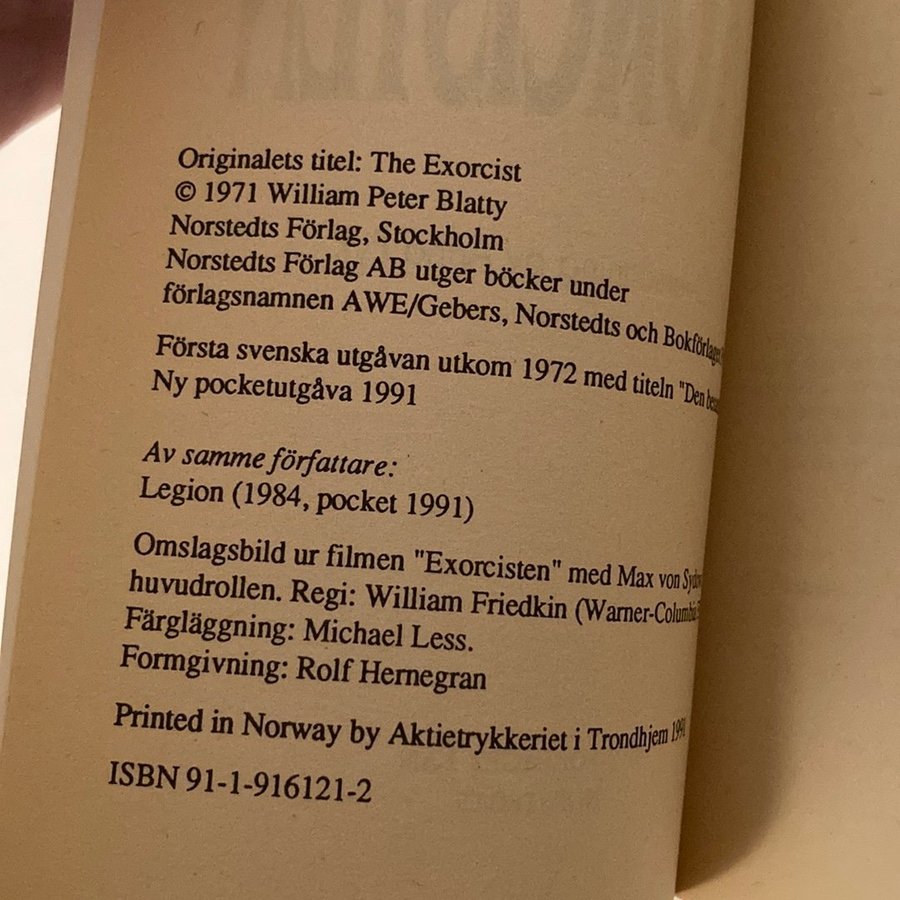 Originalets titel: The Exorcist
© 1971 William Peter Blatty
Norstedts Förlag, Stockholm
Norstedts Förlag AB utger böcker under
förlagsnamnen AWE/Gebers, Norstedts och
Första svenska utgåvan utkom 1972 med titeln "Den
Ny pocketutgåva 1991
Av samme författare:
Legion (1984, pocket 1991)
Omslagsbild ur filmen "Exorcisten" med Max von
huvudrollen. Regi: William Friedkin
Färgläggning: Michael Less.
Formgivning: Rolf Hernegran
Printed in Norway by Aktietrykkeriet i Trondhjem
ISBN 91-1-916121-2